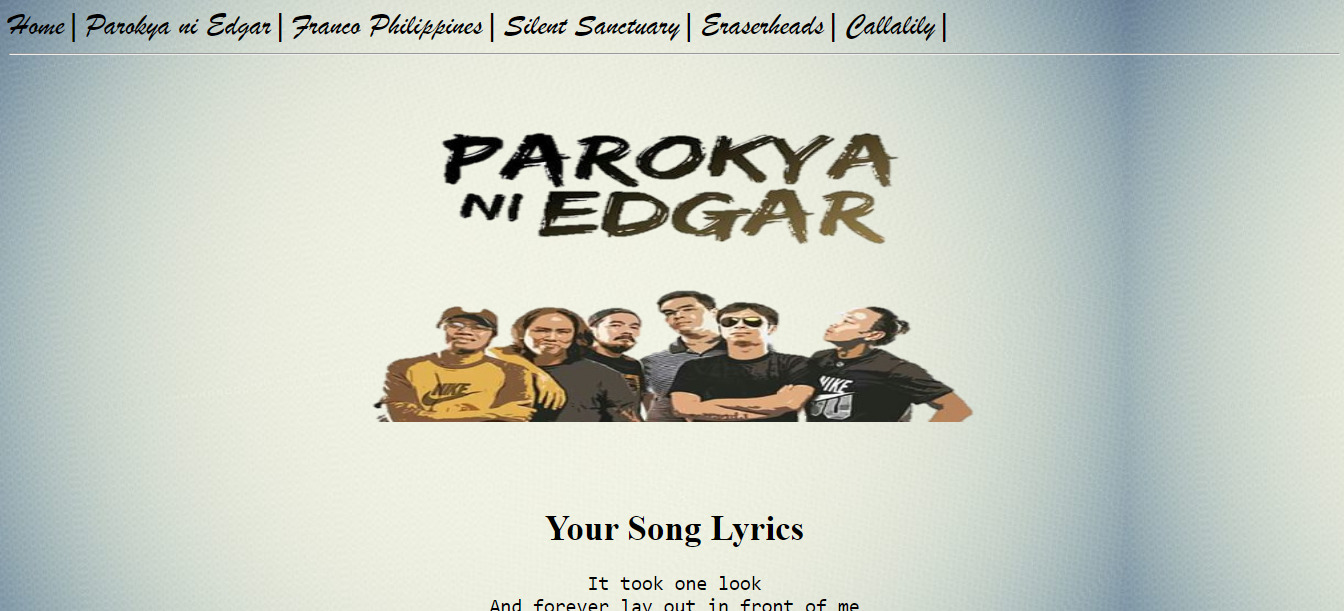 Home | Parokya ni Edgar | Franco Philippines | Silent Sanctuary | Eraserheads | Callalily |
PAROKYA
NI EDGAR
NIKE
NIKE
Your Song Lyrics
It took one look
And forever lay out in front of me